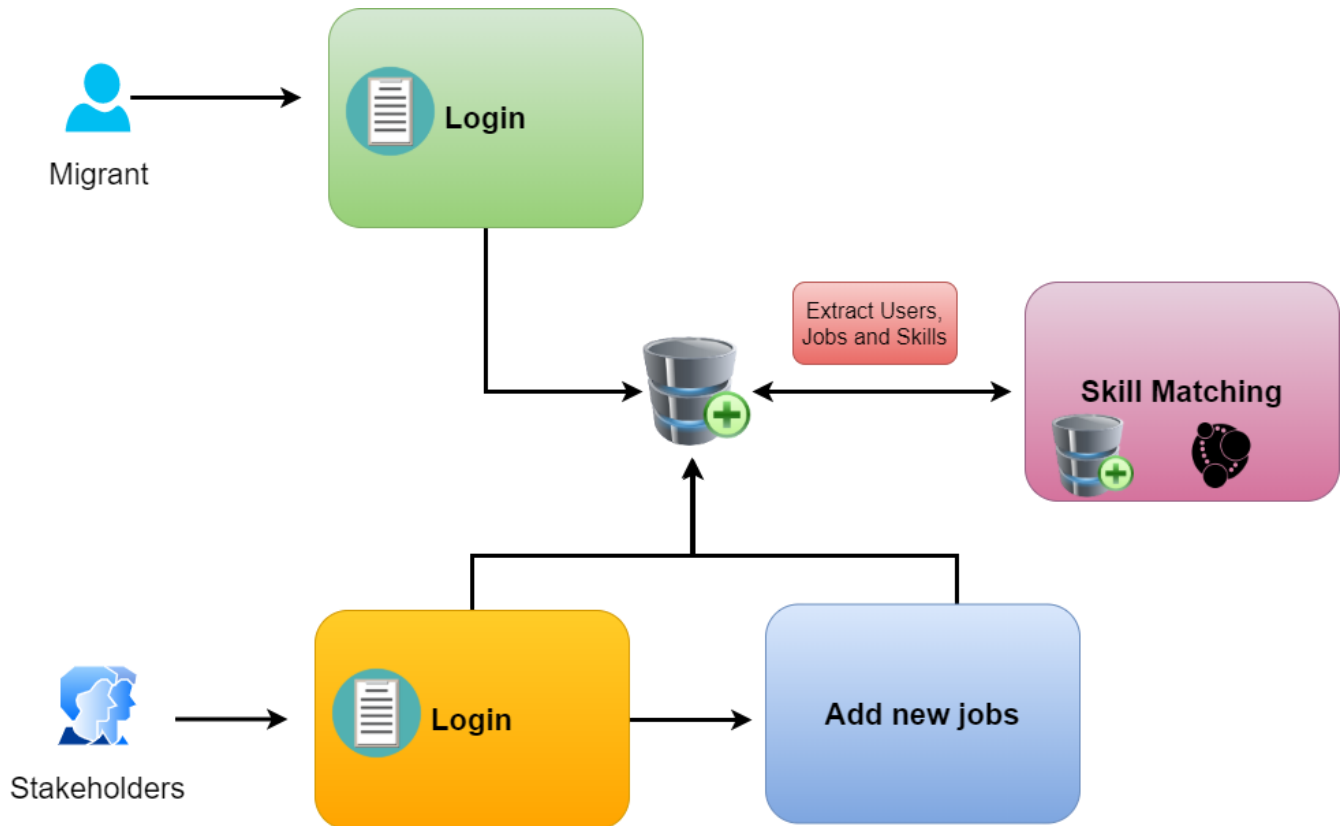 Login
Migrant
Extract Users,
Jobs and Skills
Skill Matching
Login
Add new jobs
Stakeholders